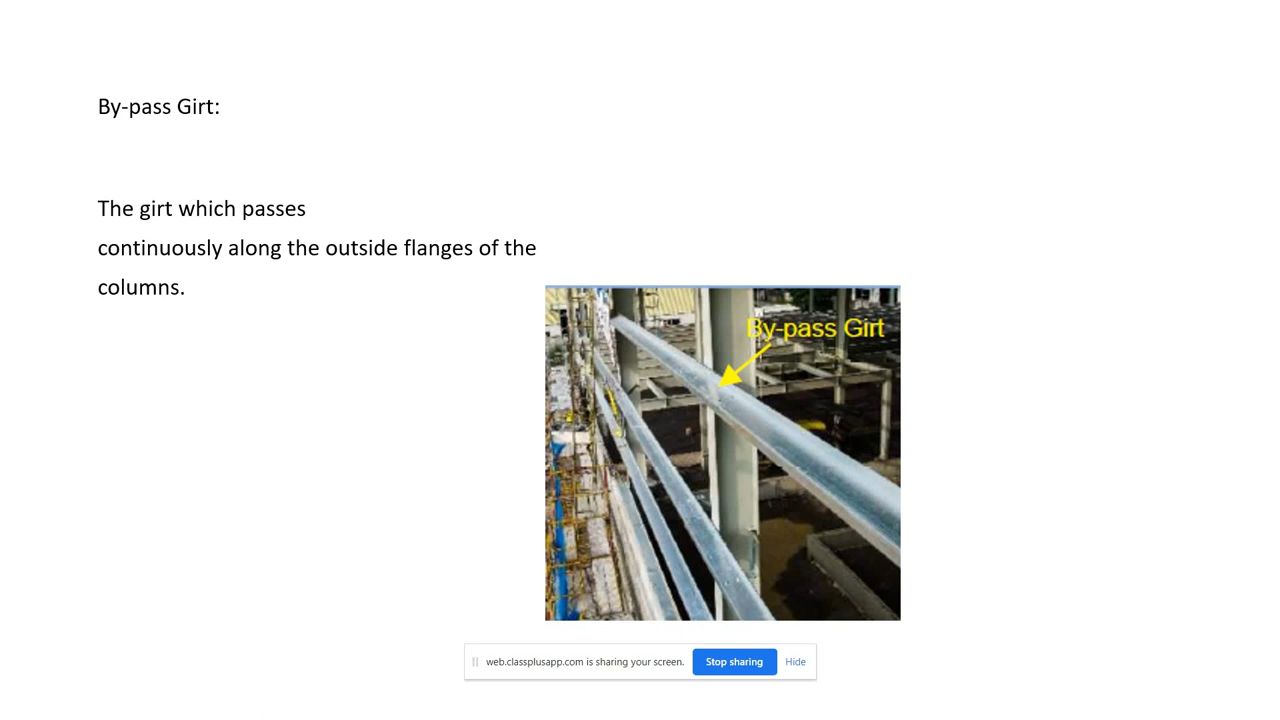 By-pass Girt:
The girt which passes
continuously along the outside flanges of the
columns.
By-pass Girt
web.classplusapp.com is sharing your screen. Stop sharing Hide